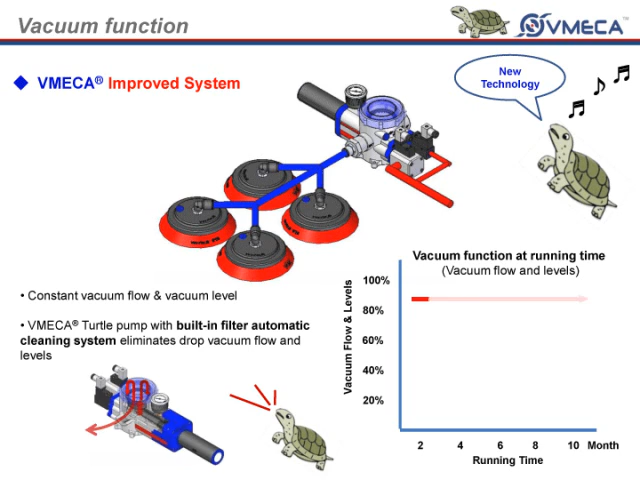 Vacuum function
VMECA™
VMECA® Improved System
New
Technology
• Constant vacuum flow & vacuum level
• VMECA® Turtle pump with built-in filter automatic
cleaning system eliminates drop vacuum flow and
levels
Vacuum function at running time
(Vacuum flow and levels)
Vacuum Flow & Levels
100%
80%
60%
40%
20%
2 4 6 8 10 Month
Running Time